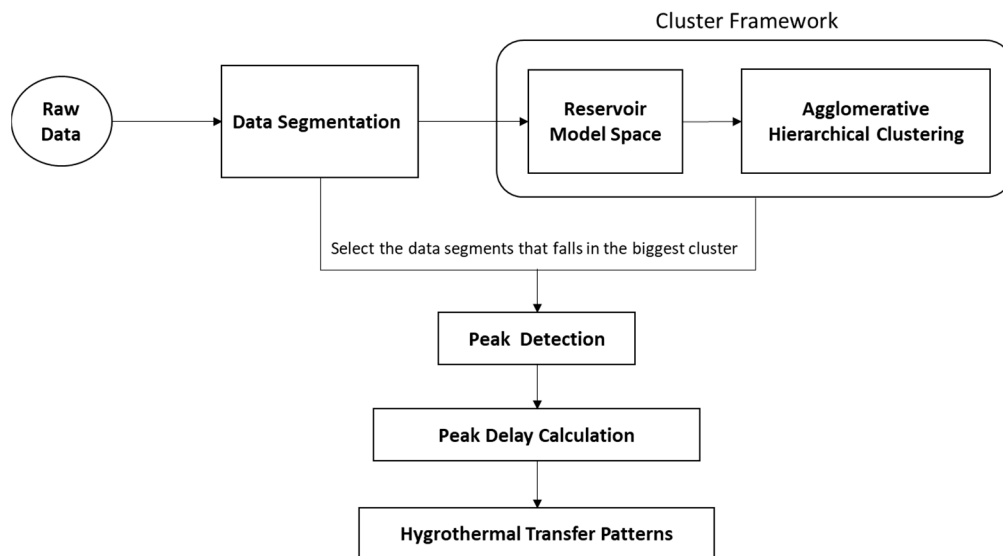 Cluster Framework
Raw
Data
Data Segmentation
Reservoir
Model Space
Agglomerative
Hierarchical Clustering
Select the data segments that falls in the biggest cluster
Peak Detection
Peak Delay Calculation
Hygrothermal Transfer Patterns